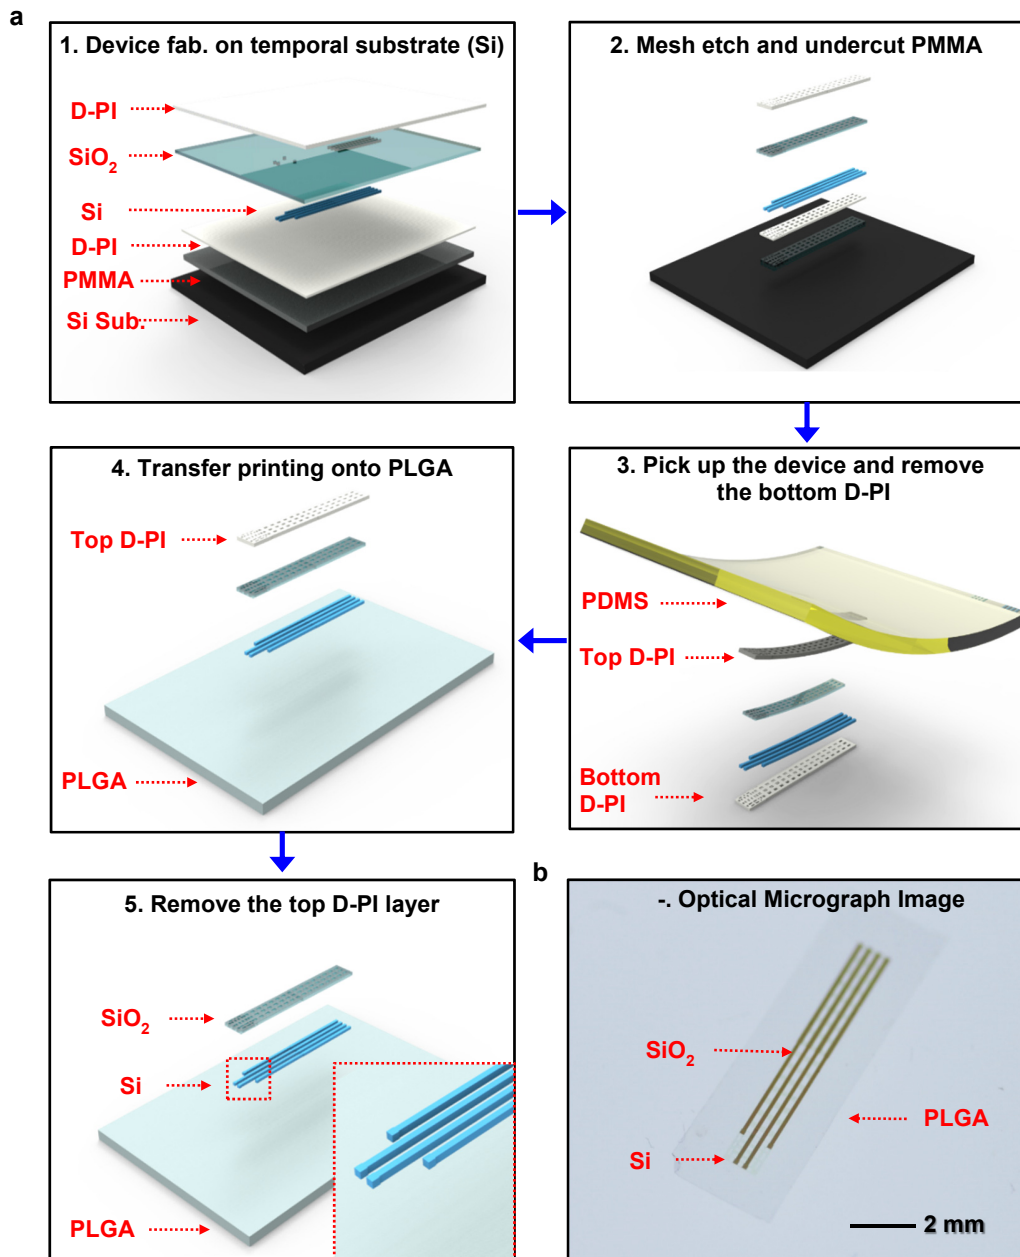 a
1. Device fab. on temporal substrate (Si)
D-PI
SiO2
Si
D-PI
PMMA
Si Sub.
2. Mesh etch and undercut PMMA
3. Pick up the device and remove
the bottom D-PI
PDMS
Top D-PI
Bottom
D-PI
4. Transfer printing onto PLGA
Top D-PI
PLGA
5. Remove the top D-PI layer
SiO2
Si
PLGA
b
-. Optical Micrograph Image
SiO2
PLGA
Si
2 mm